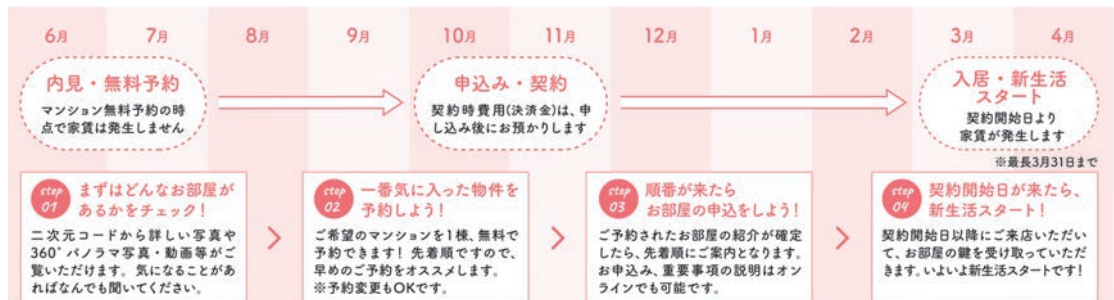 6月 7月 8月 9月 10月 11月 12月 1月 2月 3月 4月
内見・無料予約
マンション無料予約の時
点で家賃は発生しません
申込み・契約
契約時費用(決済金)は、申
し込み後にお預かりします
入居・新生活
スタート
契約開始日より
家賃が発生します
※最長3月31日まで
step
01
まずはどんなお部屋が
あるかをチェック!
二次元コードから詳しい写真や
360°パノラマ写真・動画等がご
覧いただけます。気になることがあ
ればなんでも聞いてください。
step
02
一番気に入った物件を
予約しよう!
ご希望のマンションを1棟、無料で
予約できます! 先着順ですので、
早めのご予約をオススメします。
※予約変更もOKです。
step
03
順番が来たら
お部屋の申込をしよう!
ご予約されたお部屋の紹介が確定
したら、先着順にご案内となります。
お申込み、重要事項の説明はオン
ラインでも可能です。
step
04
契約開始日が来たら、
新生活スタート!
契約開始日以降にご来店いただい
て、お部屋の鍵を受け取っていただ
きます。いよいよ新生活スタートです!